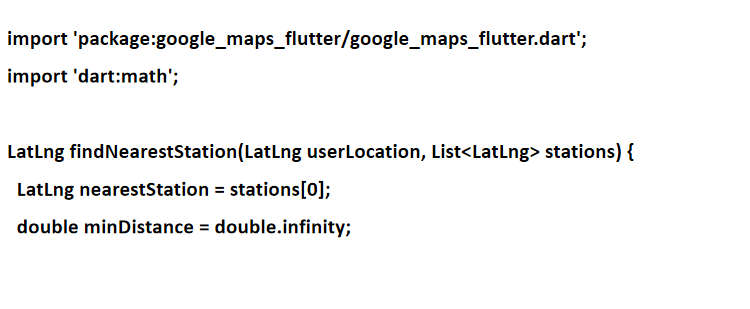 import 'package:google_maps_flutter/google_maps_flutter.dart';
import 'dart:math';
LatLng findNearestStation(LatLng userLocation, List<LatLng> stations) {
LatLng nearestStation = stations[0];
double minDistance = double.infinity;